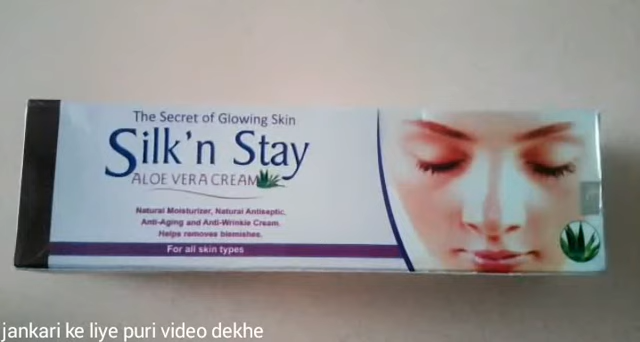 The Secret of Glowing Skin
Silk'n Stay
ALOE VERA CREAM
Natural Moisturizer, Natural Antiseptic,
Anti-Aging and Anti-Wrinkle Cream,
Helps removes blemishes.
For all skin types
jankari ke liye puri video dekhe